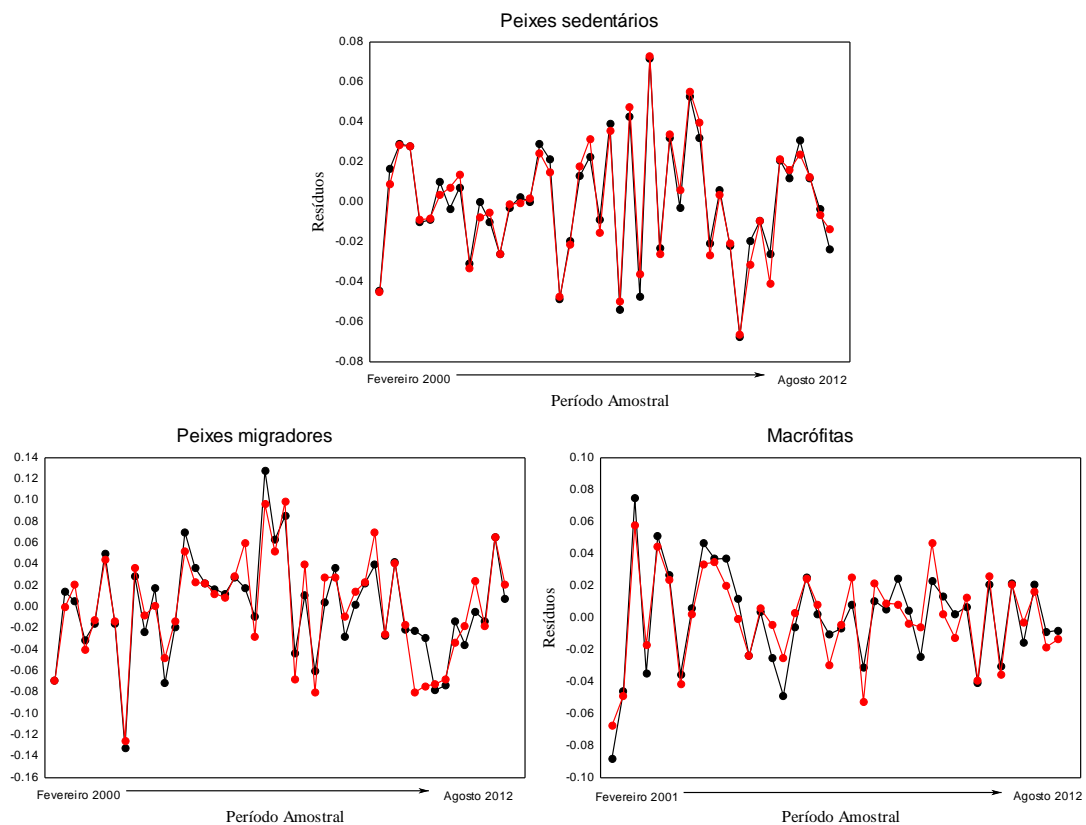 Peixes sedentários
0.08
0.06
0.04
0.02
0.00
-0.02
-0.04
-0.06
-0.08
Resíduos
Fevereiro 2000
Agosto 2012
Período Amostral
Peixes migradores
0.14
0.12
0.10
0.08
0.06
0.04
0.02
0.00
-0.02
-0.04
-0.06
-0.08
-0.10
-0.12
-0.14
-0.16
Fevereiro 2000
Agosto 2012
Período Amostral
Macrófitas
0.10
0.08
0.06
0.04
0.02
0.00
-0.02
-0.04
-0.06
-0.08
-0.10
Resíduos
Fevereiro 2001
Agosto 2012
Período Amostral